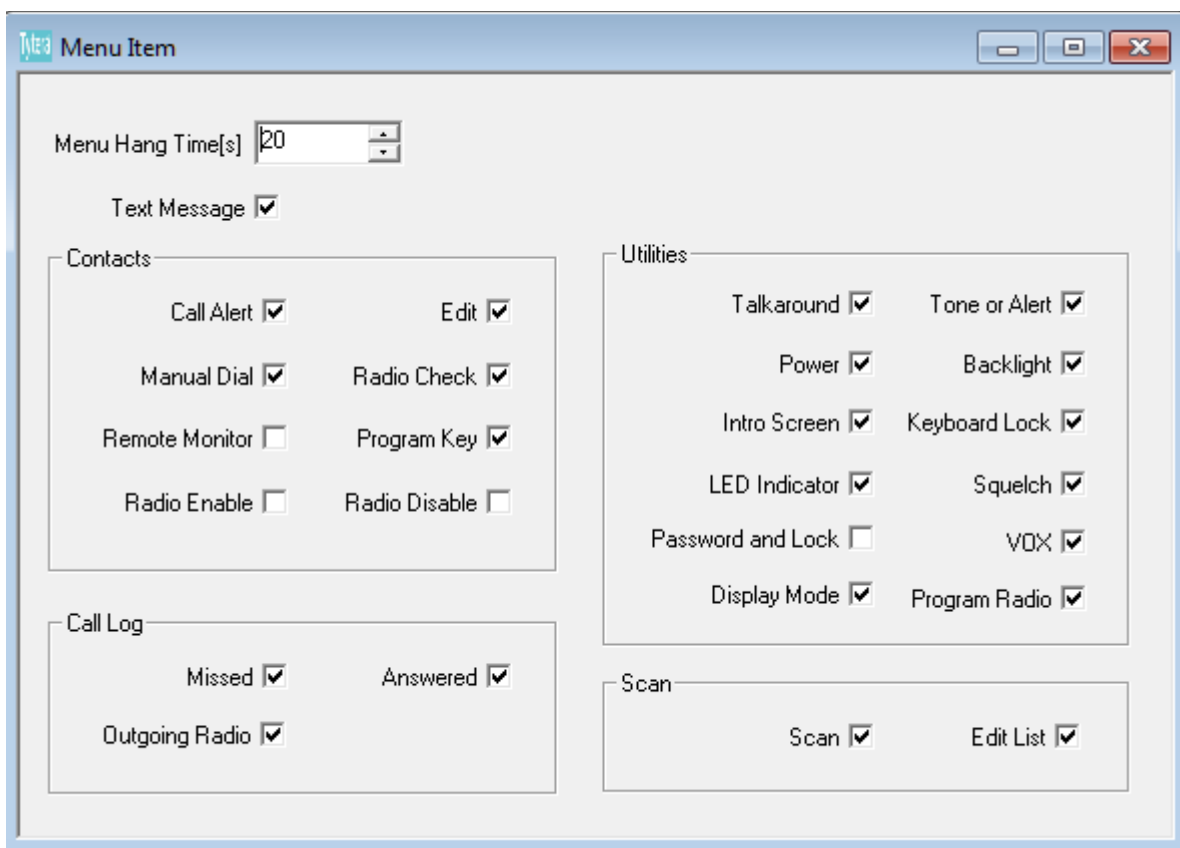 Tytera Menu Item
Menu Hang Time[s] 20
Text Message
Contacts
Call Alert Edit
Manual Dial Radio Check
Remote Monitor Program Key
Radio Enable Radio Disable
Call Log
Missed Answered
Outgoing Radio
Utilities
Talkaround Tone or Alert
Power Backlight
Intro Screen Keyboard Lock
LED Indicator Squelch
Password and Lock VOX
Display Mode Program Radio
Scan
Scan Edit List